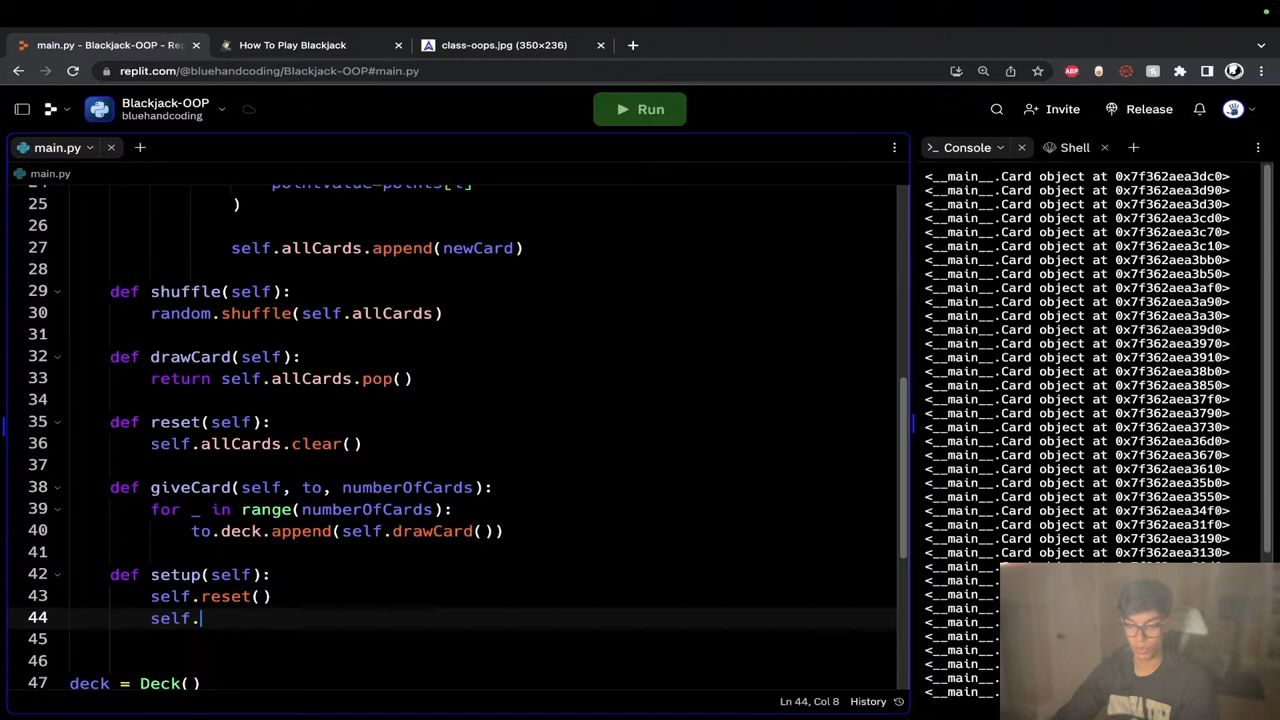 main.py - Blackjack-OOP - Rep
How To Play Blackjack
class-oops.jpg (350×236)
replit.com/@bluehandcoding/Blackjack-OOP#main.py
ABP
Blackjack-OOP
bluehandcoding
Run
Invite
Release
main.py
Console
Shell
main.py
25 )
26
27 self.allCards.append(newCard)
28
29 def shuffle(self):
30 random.shuffle(self.allCards)
31
32 def drawCard(self):
33 return self.allCards.pop()
34
35 def reset(self):
36 self.allCards.clear()
37
38 def giveCard(self, to, numberOfCards):
39 for _ in range(numberOfCards):
40 to.deck.append(self.drawCard())
41
42 def setup(self):
43 self.reset()
44 self.
45
46
47 deck = Deck()
<__main__.Card object at 0x7f362aea3dc0>
<__main__.Card object at 0x7f362aea3d90>
<__main__.Card object at 0x7f362aea3d30>
<__main__.Card object at 0x7f362aea3cd0>
<__main__.Card object at 0x7f362aea3c70>
<__main__.Card object at 0x7f362aea3c10>
<__main__.Card object at 0x7f362aea3bb0>
<__main__.Card object at 0x7f362aea3b50>
<__main__.Card object at 0x7f362aea3af0>
<__main__.Card object at 0x7f362aea3a90>
<__main__.Card object at 0x7f362aea3a30>
<__main__.Card object at 0x7f362aea39d0>
<__main__.Card object at 0x7f362aea3970>
<__main__.Card object at 0x7f362aea3910>
<__main__.Card object at 0x7f362aea38b0>
<__main__.Card object at 0x7f362aea3850>
<__main__.Card object at 0x7f362aea37f0>
<__main__.Card object at 0x7f362aea3790>
<__main__.Card object at 0x7f362aea3730>
<__main__.Card object at 0x7f362aea36d0>
<__main__.Card object at 0x7f362aea3670>
<__main__.Card object at 0x7f362aea3610>
<__main__.Card object at 0x7f362aea35b0>
<__main__.Card object at 0x7f362aea3550>
<__main__.Card object at 0x7f362aea34f0>
<__main__.Card object at 0x7f362aea31f0>
<__main__.Card object at 0x7f362aea3190>
<__main__.Card object at 0x7f362aea3130>
<__main__
<__main__
<__main__
<__main__
<__main__
<__main__
<__main__
<__main__
<__main__
<__main__
Ln 44, Col 8
History